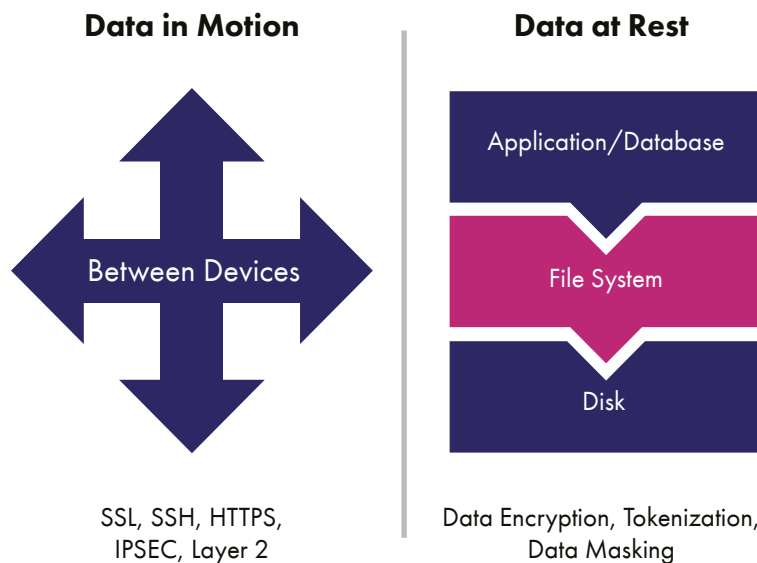 Data in Motion
Between Devices
SSL, SSH, HTTPS,
IPSEC, Layer 2
Data at Rest
Application/Database
File System
Disk
Data Encryption, Tokenization,
Data Masking